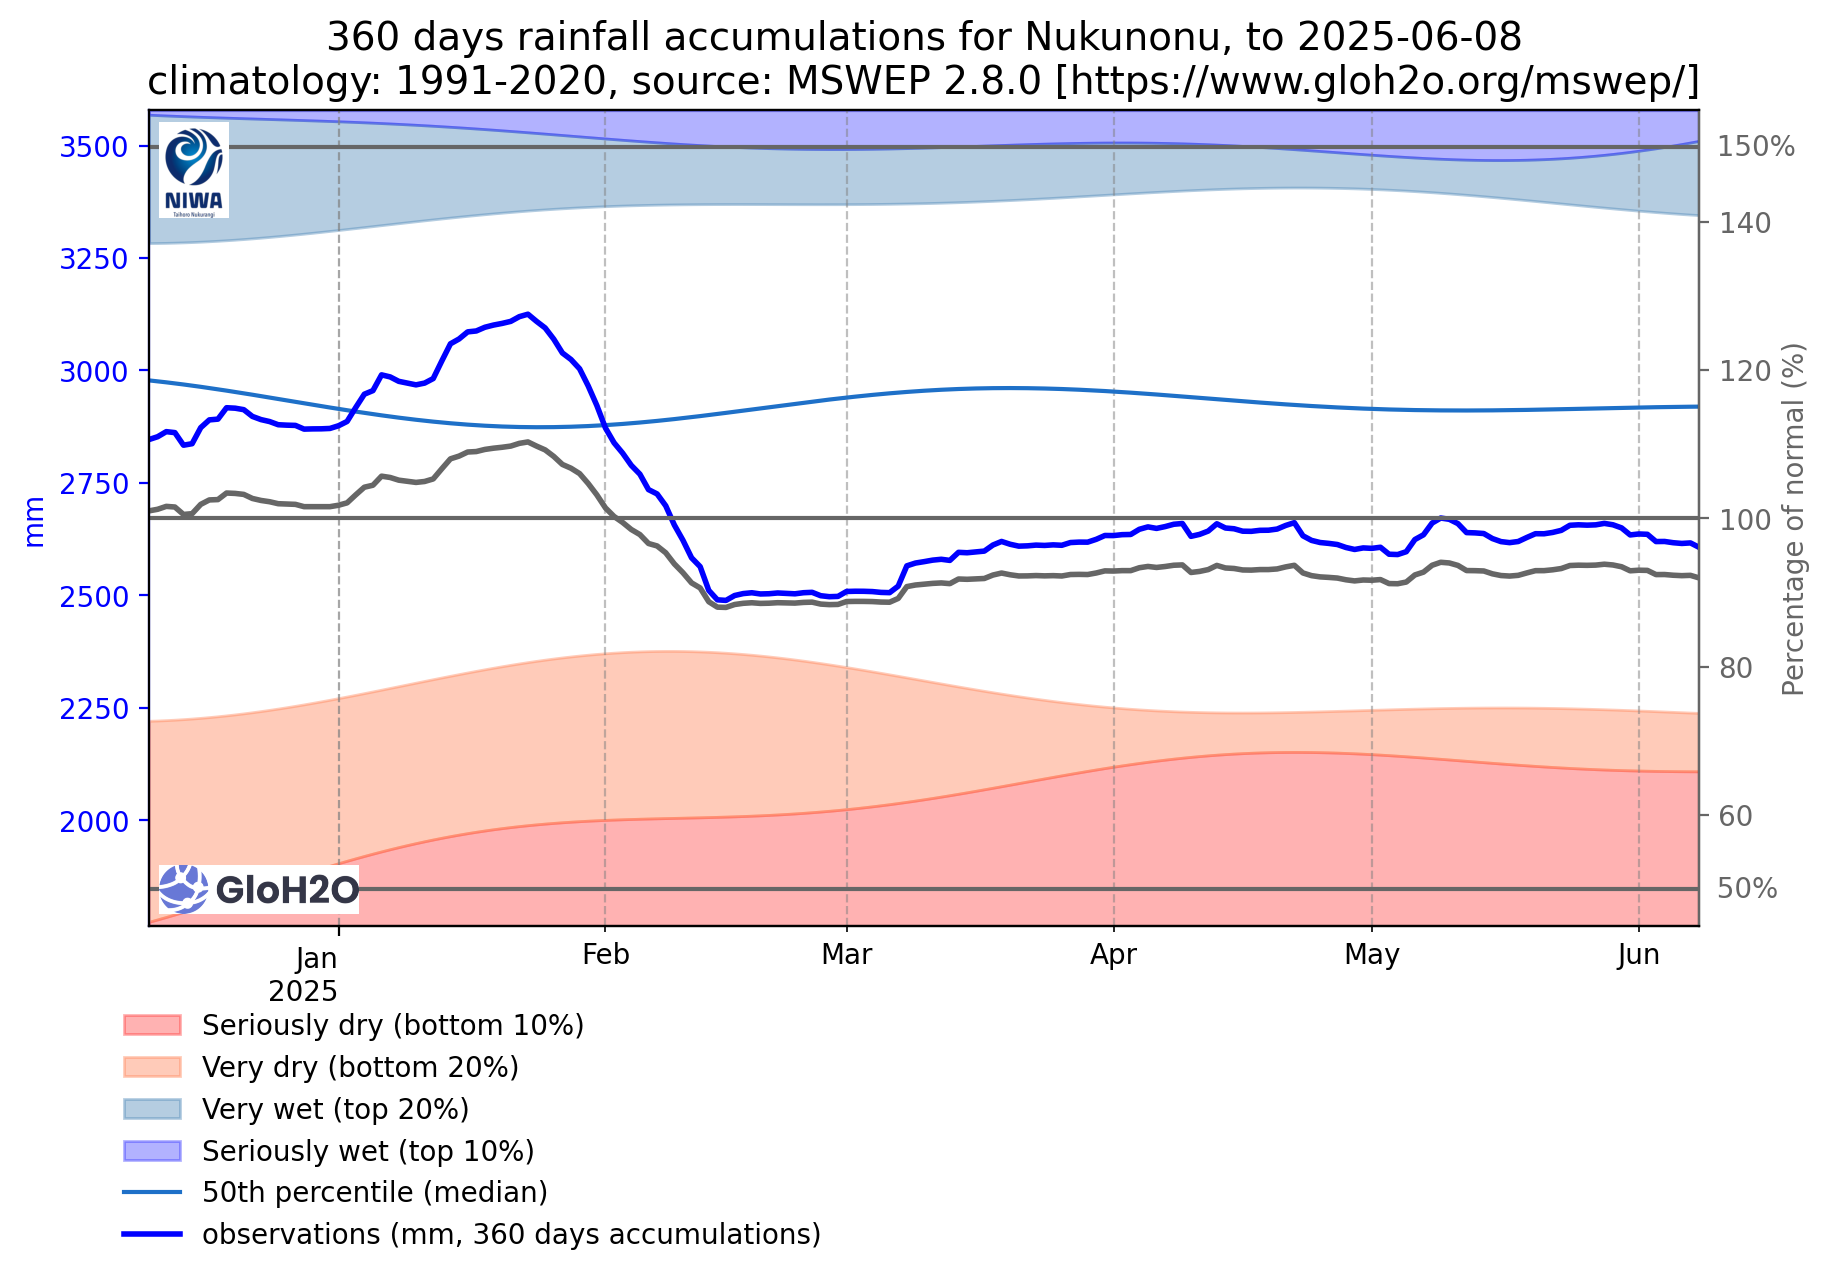 360 days rainfall accumulations for Nukunonu, to 2025-06-08
climatology: 1991-2020, source: MSWEP 2.8.0 [https://www.gloh2o.org/mswep/]
3500
3250
3000
2750
2500
2250
2000
mm
150%
140
120
100
80
60
50%
Percentage of normal (%)
NIWA
Taihoro Nukurangi
GloH2O
Jan
2025
Feb
Mar
Apr
May
Jun
Seriously dry (bottom 10%)
Very dry (bottom 20%)
Very wet (top 20%)
Seriously wet (top 10%)
50th percentile (median)
observations (mm, 360 days accumulations)